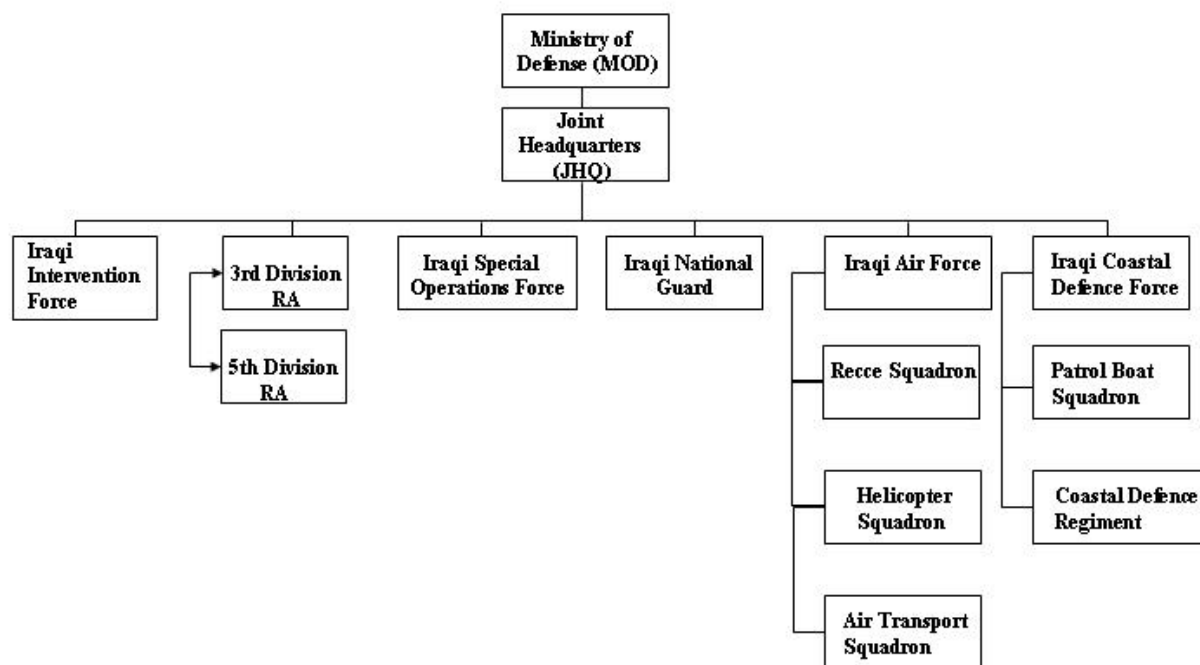 Ministry of
Defense (MOD)
Joint
Headquarters
(JHQ)
Iraqi
Intervention
Force
3rd Division
RA
5th Division
RA
Iraqi Special
Operations Force
Iraqi National
Guard
Iraqi Air Force
Recce Squadron
Helicopter
Squadron
Air Transport
Squadron
Iraqi Coastal
Defence Force
Patrol Boat
Squadron
Coastal Defence
Regiment